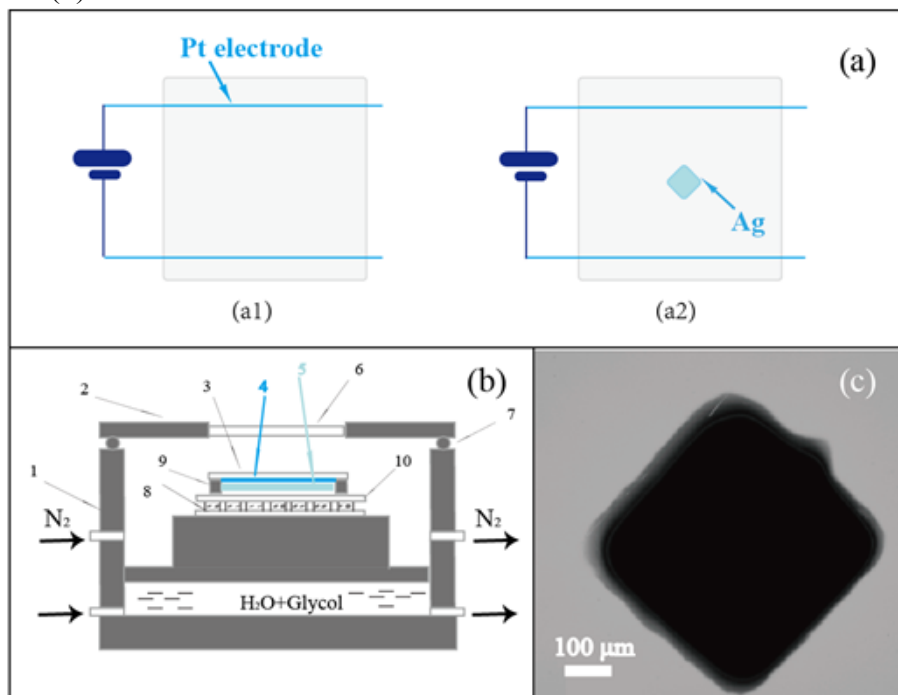 (a)
Pt electrode
Ag
(a1)
(a2)
(b)
(c)
1
2
3
4
5
6
7
8
9
10
N₂
N₂
H₂O+Glycol
100 μm